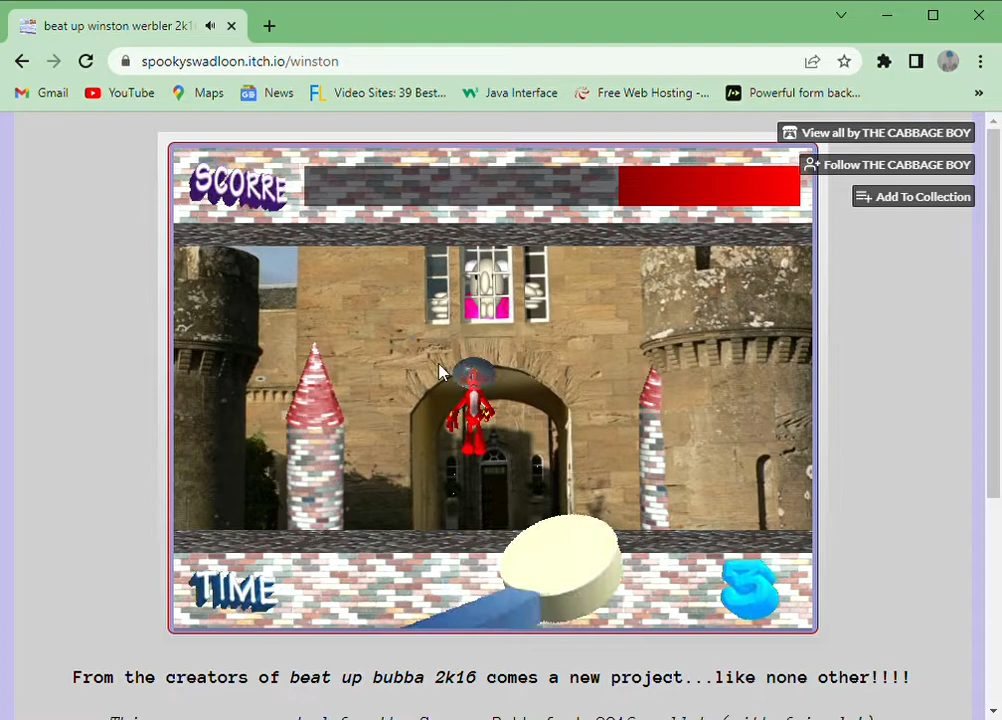 beat up winston werbler 2k1
spookyswadloon.itch.io/winston
Gmail YouTube Maps News Video Sites: 39 Best... Java Interface Free Web Hosting -... Powerful form back... »
View all by THE CABBAGE BOY
Follow THE CABBAGE BOY
Add To Collection
SCORRE
TIME 5
From the creators of beat up bubba 2k16 comes a new project...like none other!!!!